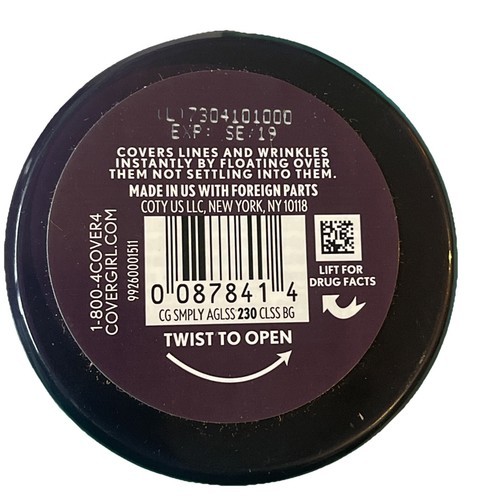 (L)7304101000
EXP: SE/19
COVERS LINES AND WRINKLES
INSTANTLY BY FLOATING OVER
THEM NOT SETTLING INTO THEM.
MADE IN US WITH FOREIGN PARTS
COTY US LLC, NEW YORK, NY 10118
1-800-4COVER4
COVERGIRL.COM
99260001511
0 087841 4
LIFT FOR
DRUG FACTS
CG SMPLY AGLSS 230 CLSS BG
TWIST TO OPEN